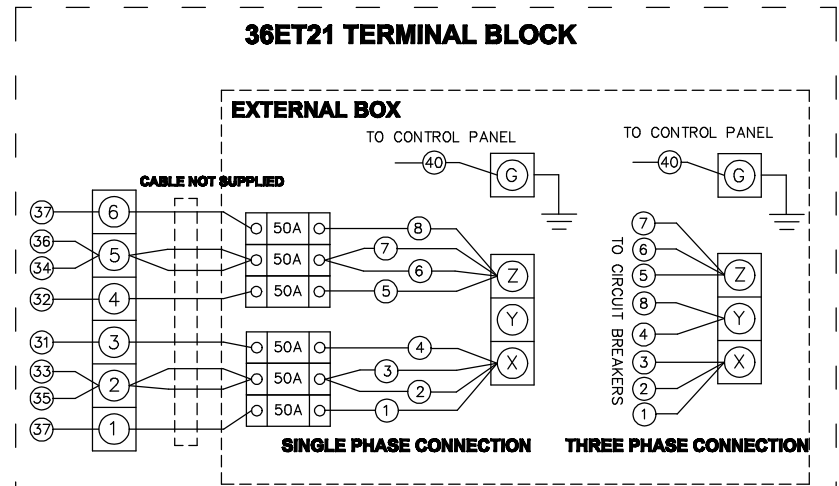 36ET21 TERMINAL BLOCK
EXTERNAL BOX
TO CONTROL PANEL
40
G
TO CONTROL PANEL
40
G
CABLE NOT SUPPLIED
37
6
36
34
5
32
4
31
3
33
35
2
37
1
50A
50A
50A
50A
50A
50A
8
7
6
5
4
3
2
1
Z
Y
X
SINGLE PHASE CONNECTION
TO CIRCUIT BREAKERS
7
6
5
8
4
3
2
1
Z
Y
X
THREE PHASE CONNECTION